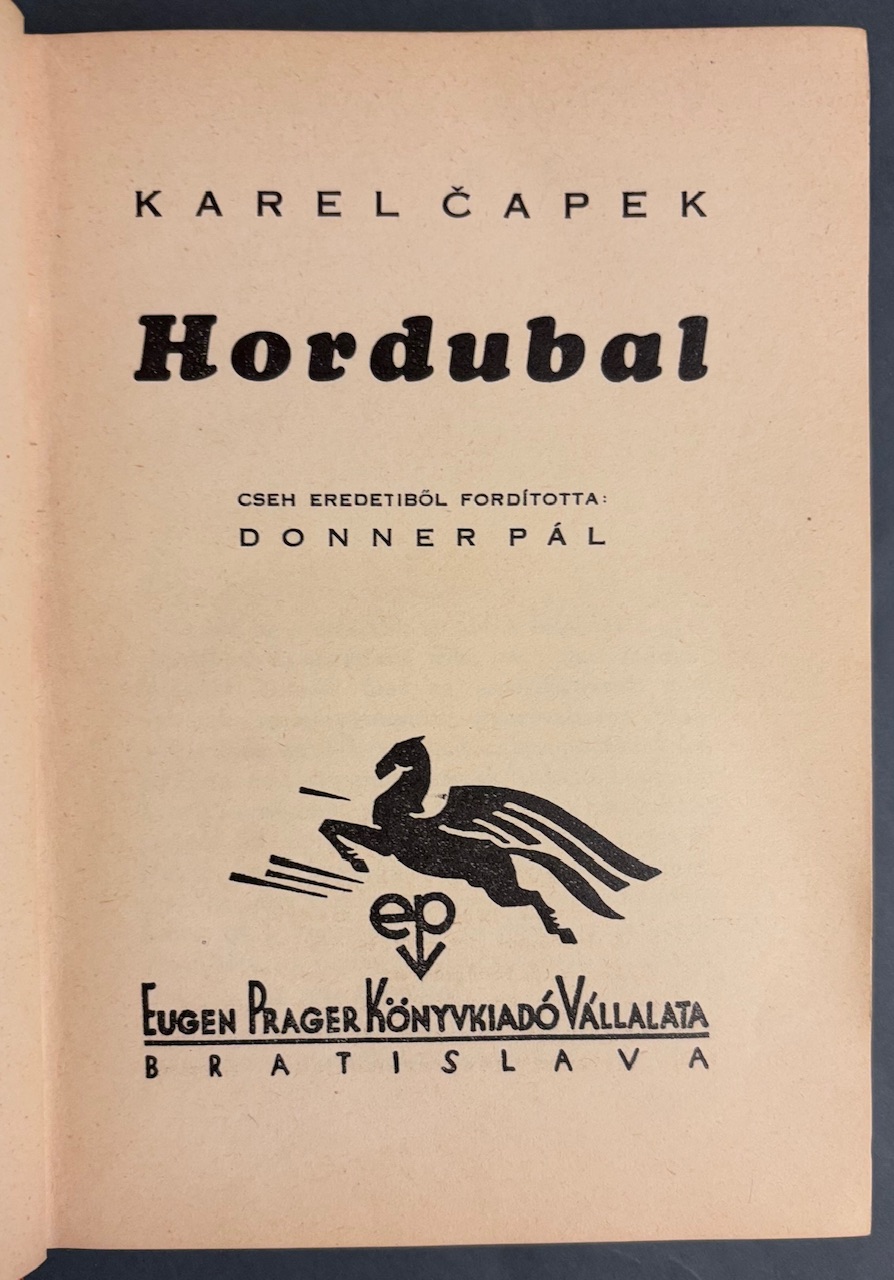 KAREL ČAPEK
Hordubal
CSEH EREDETIBŐL FORDÍTOTTA:
DONNER PÁL
ep
EUGEN PRAGER KÖNYVKIADÓ VÁLLALATA
BRATISLAVA